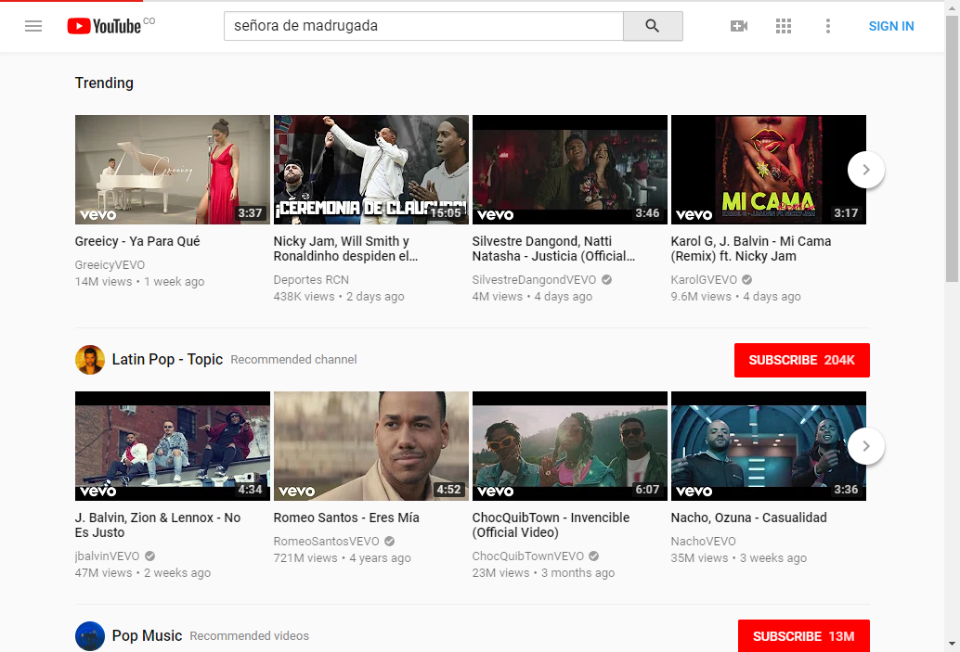 YouTube CO
señora de madrugada
SIGN IN
Trending
Greeicy
vevo
3:37
¡CEREMONIA DE CLAUSURA!
15:05
vevo
3:46
MI CAMA
vevo
3:17
Greeicy - Ya Para Qué
GreeicyVEVO
14M views • 1 week ago
Nicky Jam, Will Smith y
Ronaldinho despiden el...
Deportes RCN
438K views • 2 days ago
Silvestre Dangond, Natti
Natasha - Justicia (Official...
SilvestreDangondVEVO
4M views • 4 days ago
Karol G, J. Balvin - Mi Cama
(Remix) ft. Nicky Jam
KarolGVEVO
9.6M views • 4 days ago
Latin Pop - Topic Recommended channel
SUBSCRIBE 204K
vevo
4:34
vevo
4:52
vevo
6:07
vevo
3:36
J. Balvin, Zion & Lennox - No
Es Justo
jbalvinVEVO
47M views • 2 weeks ago
Romeo Santos - Eres Mía
RomeoSantosVEVO
721M views • 4 years ago
ChocQuibTown - Invencible
(Official Video)
ChocQuibTownVEVO
23M views • 3 months ago
Nacho, Ozuna - Casualidad
NachoVEVO
35M views • 3 weeks ago
Pop Music Recommended videos
SUBSCRIBE 13M